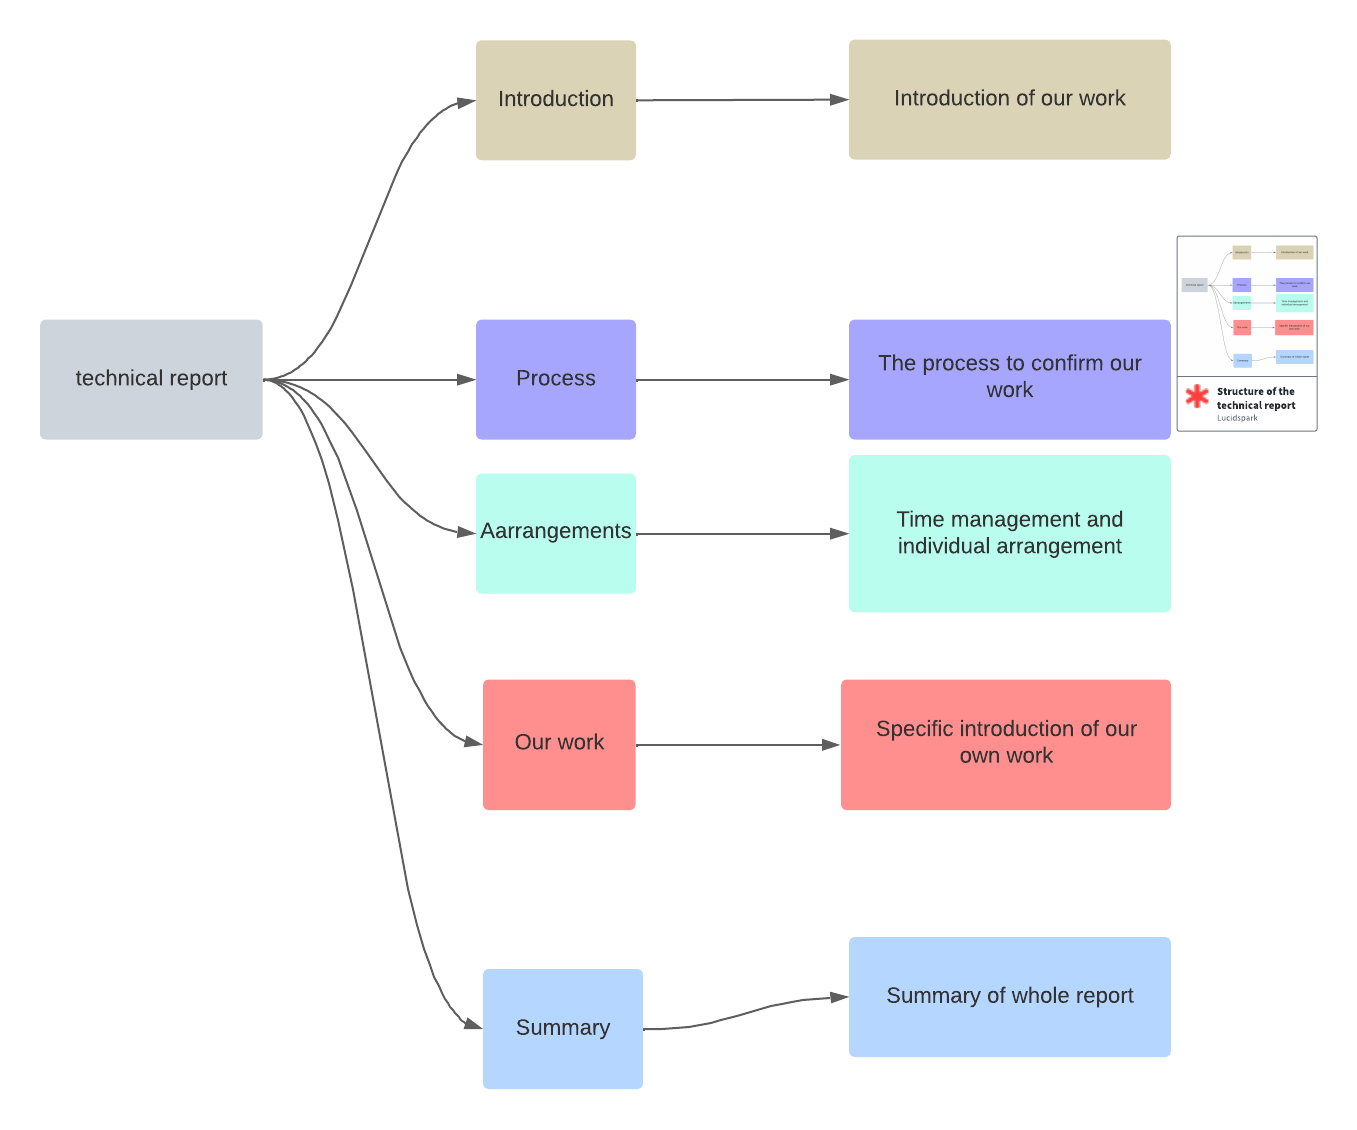 Introduction
Introduction of our work
technical report
Process
The process to confirm our
work
Structure of the
technical report
Lucidspark
Aarrangements
Time management and
individual arrangement
Our work
Specific introduction of our
own work
Summary
Summary of whole report